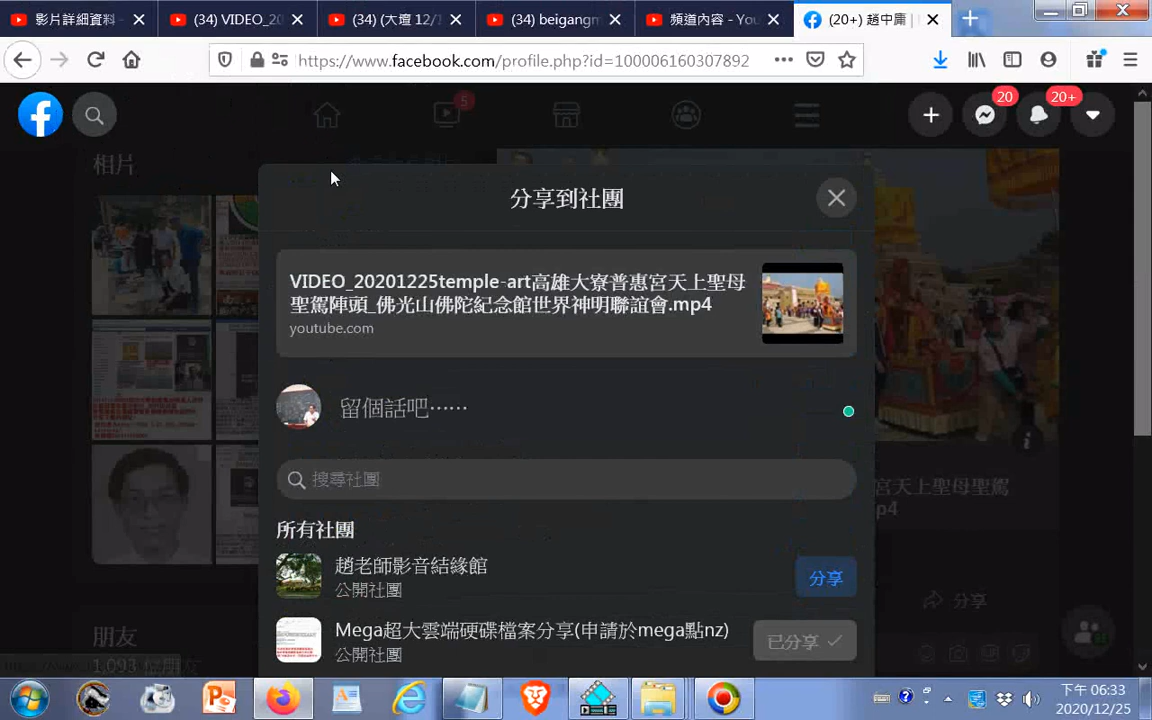 影片詳細資料 -
(34) VIDEO_20
(34) (大壇 12/
(34) beigangm
頻道內容 - You
(20+) 趙中庸 |
https://www.facebook.com/profile.php?id=100006160307892
5
20
20+
相片
分享到社團
VIDEO_20201225temple-art高雄大寮普惠宮天上聖母
聖駕陣頭_佛光山佛陀紀念館世界神明聯誼會.mp4
youtube.com
留個話吧……
搜尋社團
宮天上聖母聖駕
p4
所有社團
趙老師影音結緣館
公開社團
分享
分享
Mega超大雲端硬碟檔案分享(申請於mega點nz)
公開社團
已分享
朋友
下午 06:33
2020/12/25